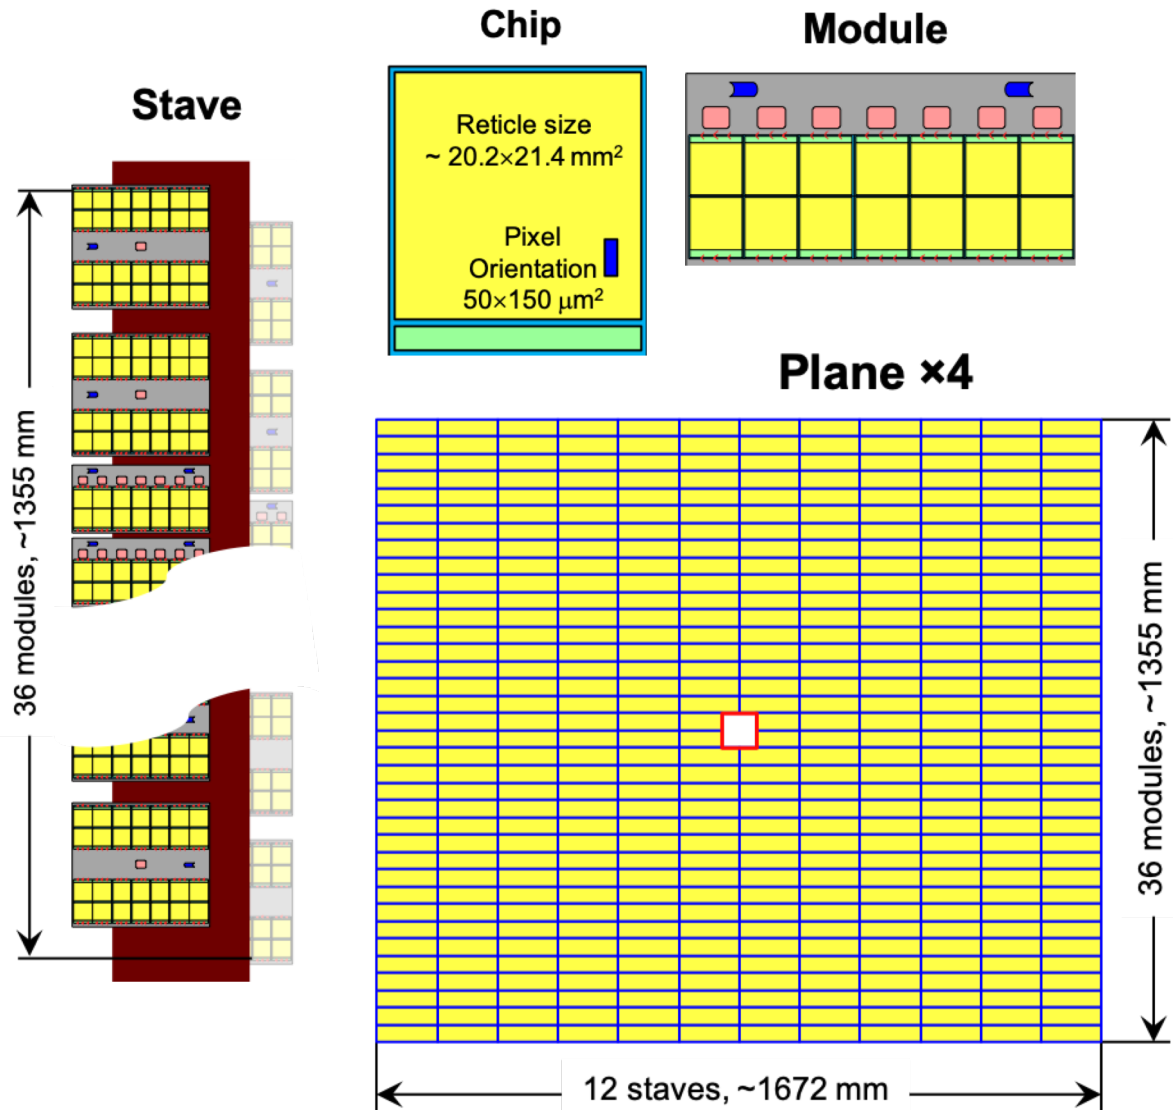 Chip
Module
Stave
Reticle size
~ 20.2×21.4 mm²
Pixel
Orientation
50×150 μm²
Plane ×4
36 modules, ~1355 mm
36 modules, ~1355 mm
12 staves, ~1672 mm